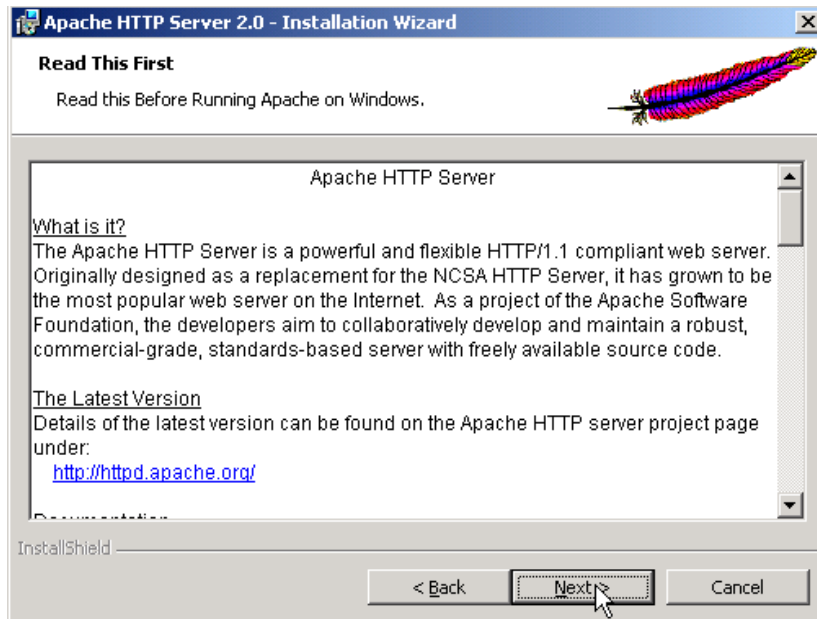 Apache HTTP Server 2.0 - Installation Wizard
Read This First
Read this Before Running Apache on Windows.
Apache HTTP Server
What is it?
The Apache HTTP Server is a powerful and flexible HTTP/1.1 compliant web server.
Originally designed as a replacement for the NCSA HTTP Server, it has grown to be
the most popular web server on the Internet.  As a project of the Apache Software
Foundation, the developers aim to collaboratively develop and maintain a robust,
commercial-grade, standards-based server with freely available source code.
The Latest Version
Details of the latest version can be found on the Apache HTTP server project page
under:
http://httpd.apache.org/
InstallShield
< Back Next > Cancel